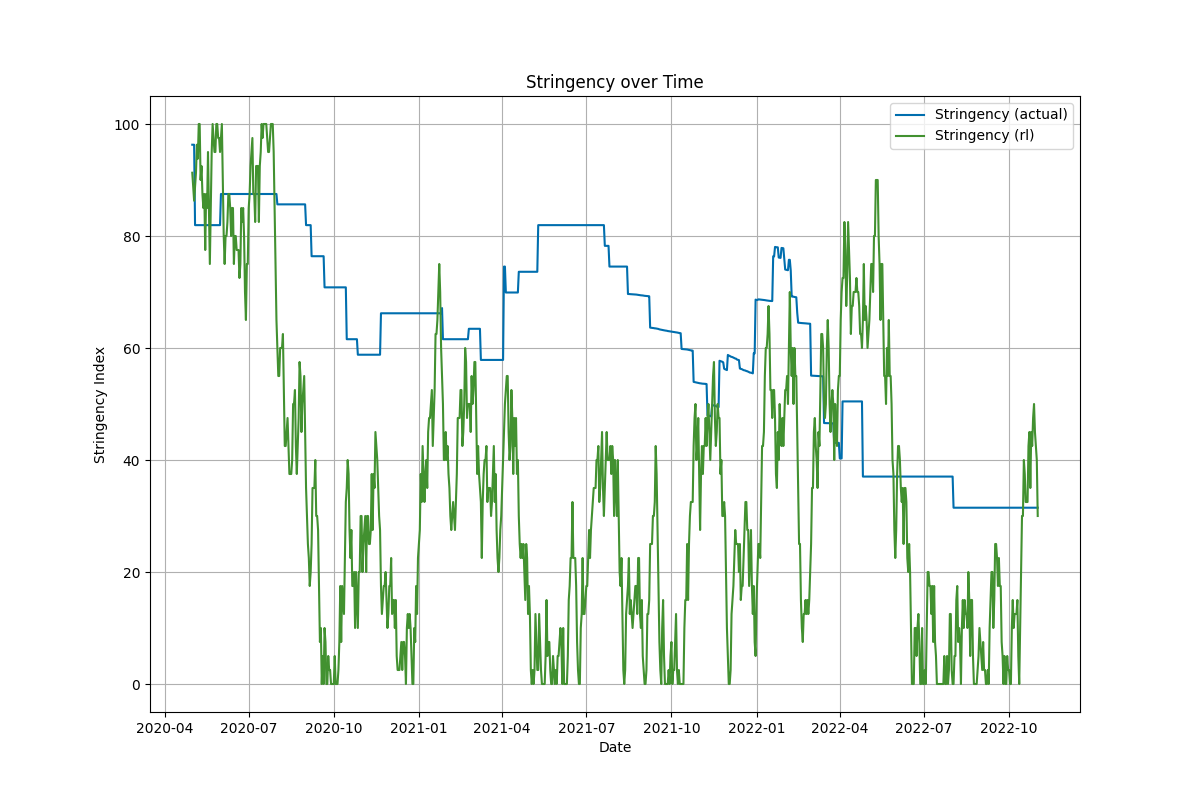 Stringency over Time
Stringency (actual)
Stringency (rl)
Stringency Index
100
80
60
40
20
0
2020-04 2020-07 2020-10 2021-01 2021-04 2021-07 2021-10 2022-01 2022-04 2022-07 2022-10
Date